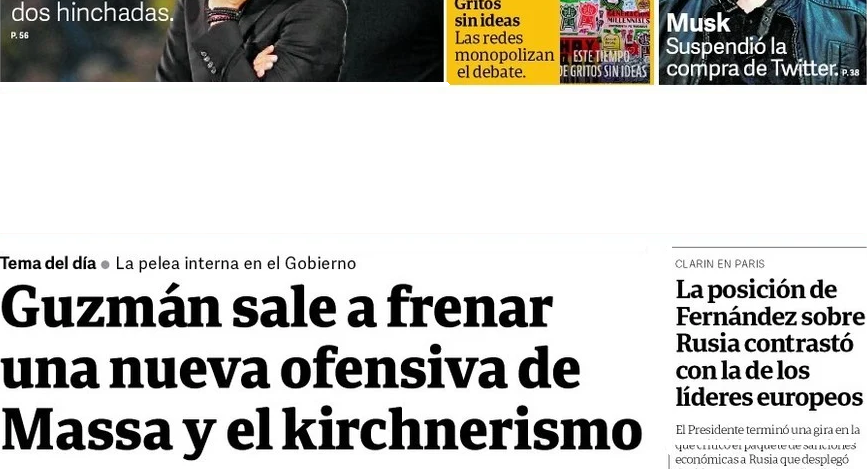 dos hinchadas.
P. 56
Gritos
sin ideas
Las redes
monopolizan
el debate.
ESTE TIEMPO
DE GRITOS SIN IDEAS
Musk
Suspendió la
compra de Twitter. P. 38
Tema del día ● La pelea interna en el Gobierno
Guzmán sale a frenar
una nueva ofensiva de
Massa y el kirchnerismo
CLARIN EN PARIS
La posición de
Fernández sobre
Rusia contrastó
con la de los
líderes europeos
El Presidente terminó una gira en la
que criticó el paquete de sanciones
económicas a Rusia que desplegó